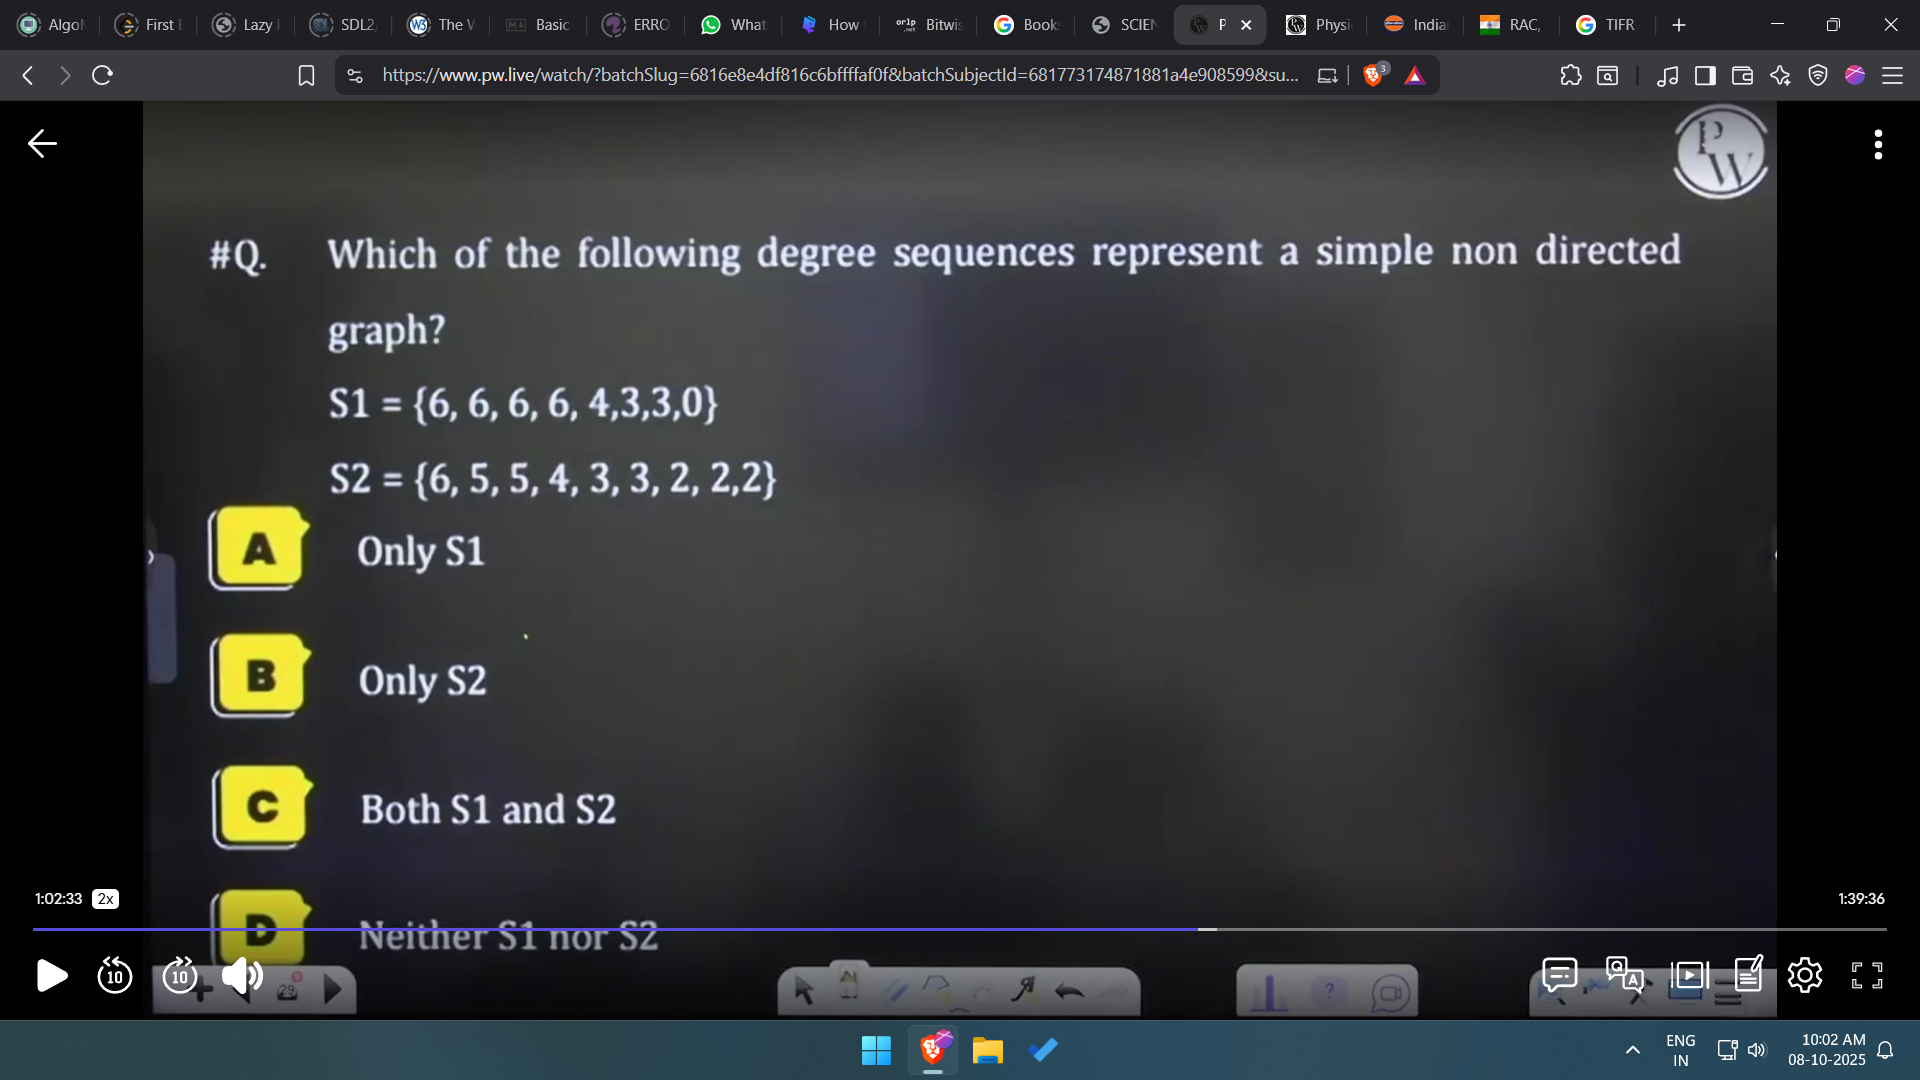 Algo
First
Lazy
SDL2,
The V
Basic
ERRO
What
How
Bitwi
Book
SCIEN
P
Physi
India
RAC,
TIFR
https://www.pw.live/watch/?batchSlug=6816e8e4df816c6bffffaf0f&batchSubjectId=681773174871881a4e908599&su...
3
PW
#Q. Which of the following degree sequences represent a simple non directed
graph?
S1 = {6, 6, 6, 6, 4,3,3,0}
S2 = {6, 5, 5, 4, 3, 3, 2, 2,2}
A Only S1
B Only S2
C Both S1 and S2
D Neither S1 nor S2
1:02:33 2x
1:39:36
10
10
29
ENG
IN
10:02 AM
08-10-2025